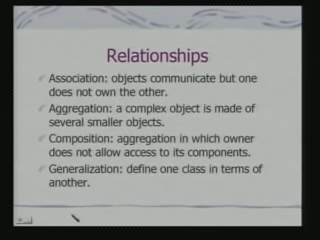 Relationships
Association: objects communicate but one
does not own the other.
Aggregation: a complex object is made of
several smaller objects.
Composition: aggregation in which owner
does not allow access to its components.
Generalization: define one class in terms of
another.